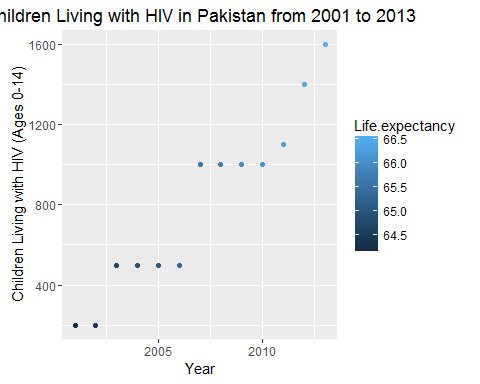 hildren Living with HIV in Pakistan from 2001 to 2013
Children Living with HIV (Ages 0-14)
1600
1200
800
400
2005
2010
Year
Life.expectancy
66.5
66.0
65.5
65.0
64.5